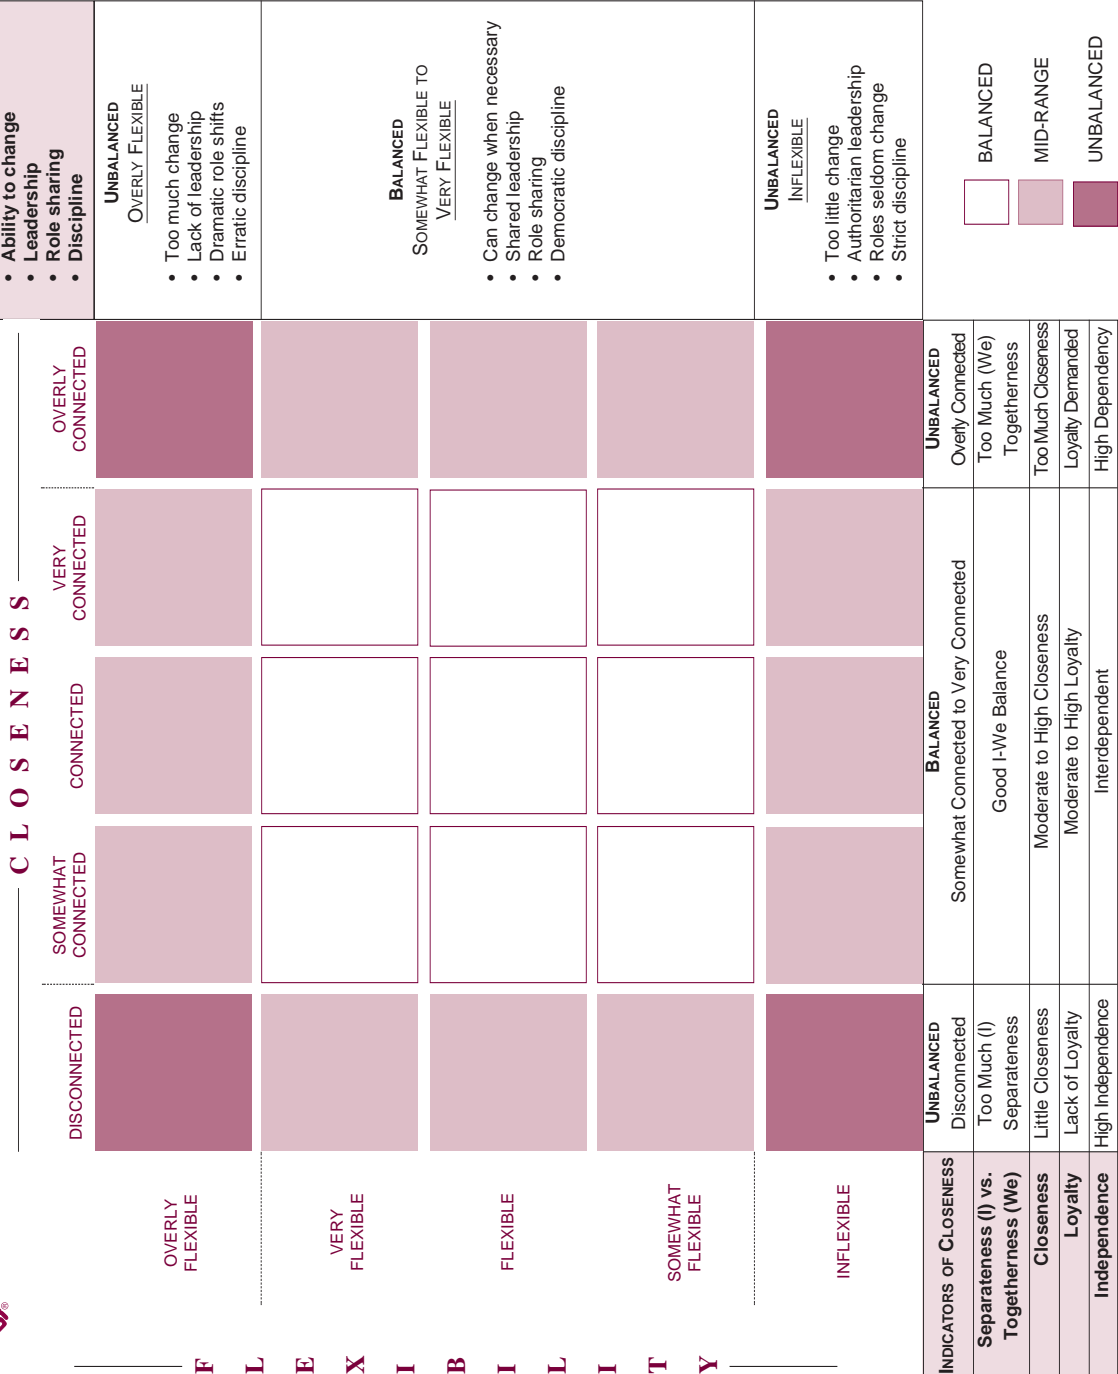 CLOSENESS
DISCONNECTED
SOMEWHAT
CONNECTED
CONNECTED
VERY
CONNECTED
OVERLY
CONNECTED
• Ability to change
• Leadership
• Role sharing
• Discipline
®
FLEXIBILITY
OVERLY
FLEXIBLE
VERY
FLEXIBLE
FLEXIBLE
SOMEWHAT
FLEXIBLE
INFLEXIBLE
UNBALANCED
OVERLY FLEXIBLE
• Too much change
• Lack of leadership
• Dramatic role shifts
• Erratic discipline
BALANCED
SOMEWHAT FLEXIBLE TO
VERY FLEXIBLE
• Can change when necessary
• Shared leadership
• Role sharing
• Democratic discipline
UNBALANCED
INFLEXIBLE
• Too little change
• Authoritarian leadership
• Roles seldom change
• Strict discipline
INDICATORS OF CLOSENESS
UNBALANCED
Disconnected
BALANCED
Somewhat Connected to Very Connected
UNBALANCED
Overly Connected
Separateness (I) vs.
Togetherness (We)
Too Much (I)
Separateness
Good I-We Balance
Too Much (We)
Togetherness
Closeness
Little Closeness
Moderate to High Closeness
Too Much Closeness
Loyalty
Lack of Loyalty
Moderate to High Loyalty
Loyalty Demanded
Independence
High Independence
Interdependent
High Dependency
BALANCED
MID-RANGE
UNBALANCED